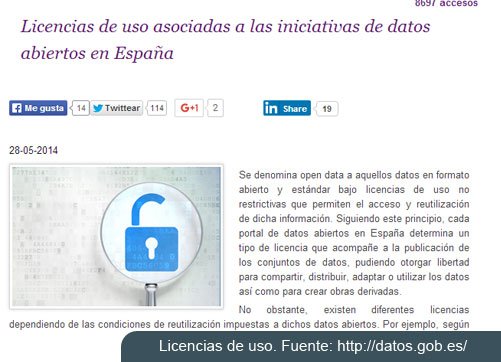 8697 accesos
Licencias de uso asociadas a las iniciativas de datos
abiertos en España
Me gusta 14 Twittear 114 G+1 2 in Share 19
28-05-2014
Se denomina open data a aquellos datos en formato
abierto y estándar bajo licencias de uso no
restrictivas que permiten el acceso y reutilización
de dicha información. Siguiendo este principio, cada
portal de datos abiertos en España determina un
tipo de licencia que acompañe a la publicación de
los conjuntos de datos, pudiendo otorgar libertad
para compartir, distribuir, adaptar o utilizar los datos
así como para crear obras derivadas.
No obstante, existen diferentes licencias
dependiendo de las condiciones de reutilización impuestas a dichos datos abiertos. Por ejemplo, según
Licencias de uso. Fuente: http://datos.gob.es/